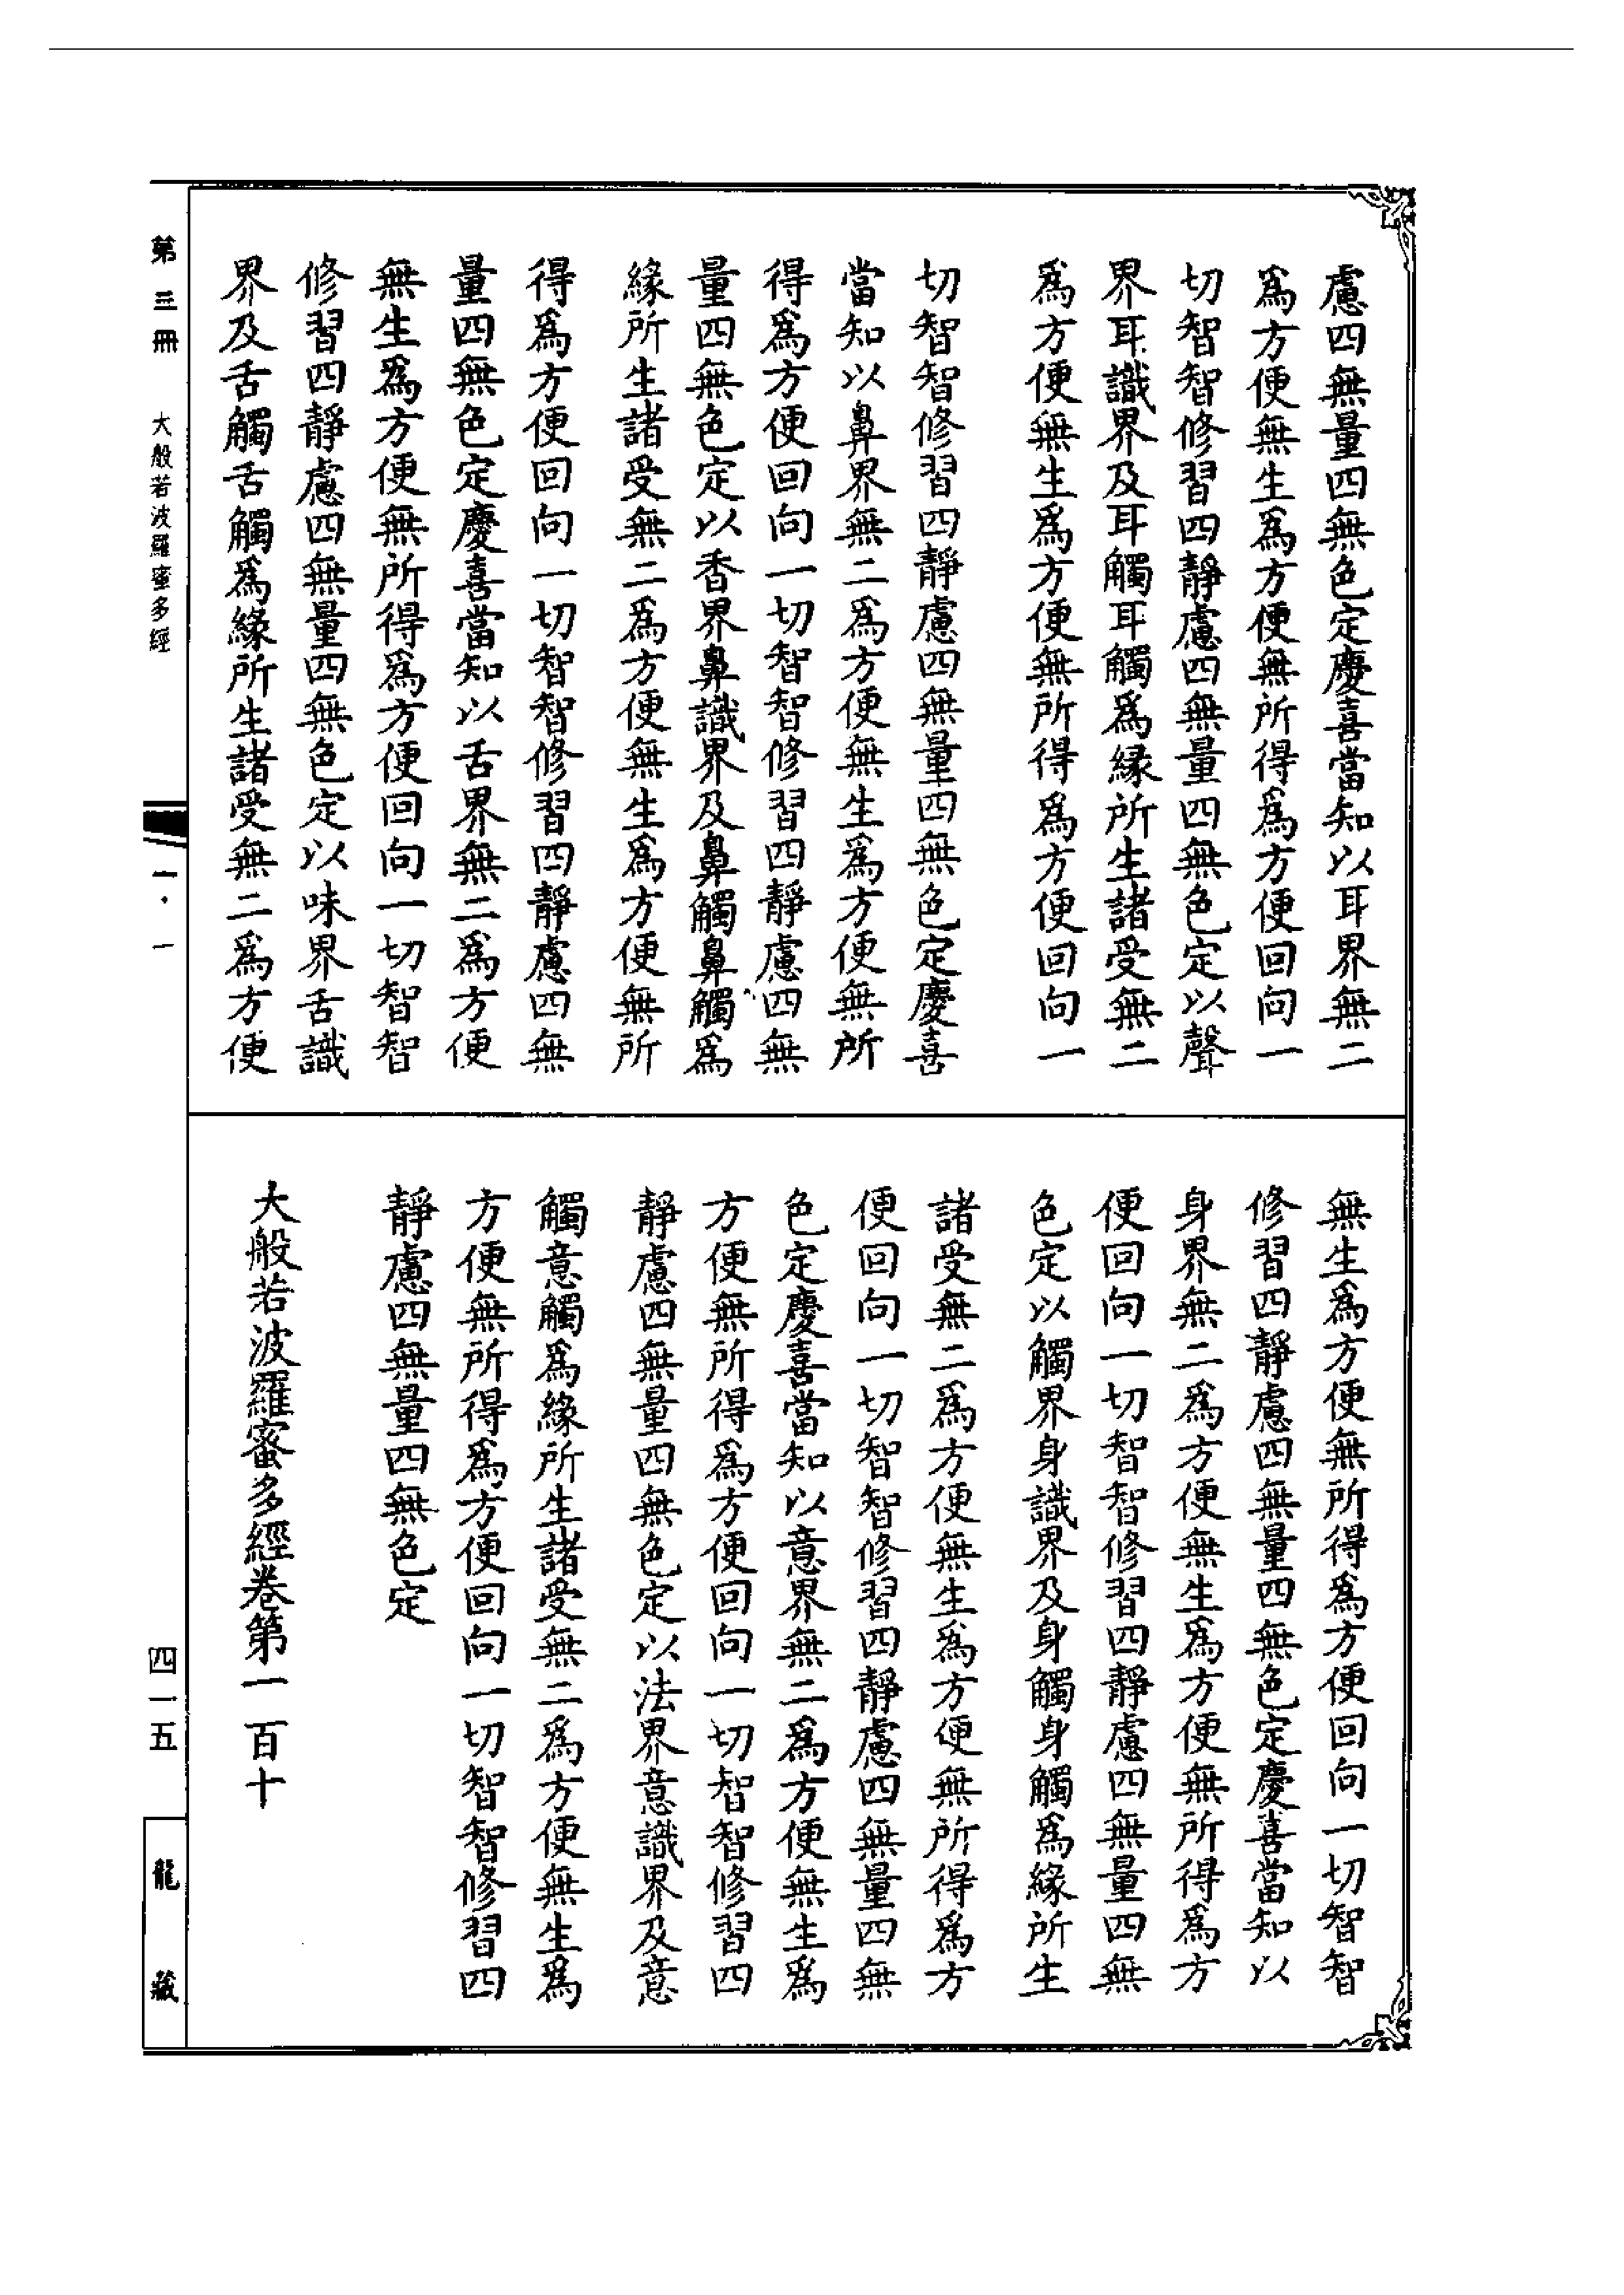 慮四無量四無色定慶喜當知以耳界無二
爲方便無生爲方便無所得爲方便回向一
切智智修習四靜慮四無量四無色定以聲
界耳識界及耳觸耳觸爲緣所生諸受無二
爲方便無生爲方便無所得爲方便回向一
切智智修習四靜慮四無量四無色定慶喜
當知以鼻界無二爲方便無生爲方便無所
得爲方便回向一切智智修習四靜慮四無
量四無色定以香界鼻識界及鼻觸鼻觸爲
緣所生諸受無二爲方便無生爲方便無所
得爲方便回向一切智智修習四靜慮四無
量四無色定慶喜當知以舌界無二爲方便
無生爲方便無所得爲方便回向一切智智
修習四靜慮四無量四無色定以味界舌識
界及舌觸舌觸爲緣所生諸受無二爲方便
無生爲方便無所得爲方便回向一切智智
修習四靜慮四無量四無色定慶喜當知以
身界無二爲方便無生爲方便無所得爲方
便回向一切智智修習四靜慮四無量四無
色定以觸界身識界及身觸身觸爲緣所生
諸受無二爲方便無生爲方便無所得爲方
便回向一切智智修習四靜慮四無量四無
色定慶喜當知以意界無二爲方便無生爲
方便無所得爲方便回向一切智智修習四
靜慮四無量四無色定以法界意識界及意
觸意觸爲緣所生諸受無二爲方便無生爲
方便無所得爲方便回向一切智智修習四
靜慮四無量四無色定
大般若波羅蜜多經卷第一百十
第三冊 大般若波羅蜜多經
一·一
四一五
龍藏